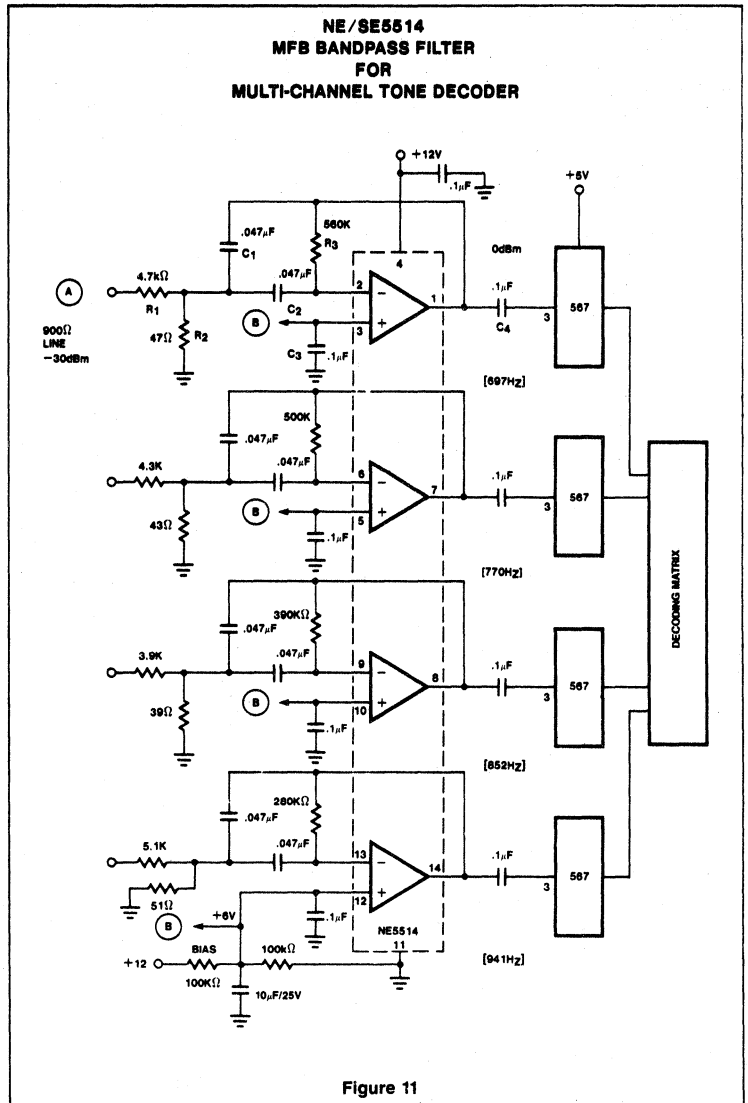 NE/SE5514
MFB BANDPASS FILTER
FOR
MULTI-CHANNEL TONE DECODER
+12V
.1µF
+5V
.047µF
C1
560K
R3
4
0dBm
A
4.7kΩ
R1
.047µF
C2
2
−
1
.1µF
C4
3
567
900Ω
LINE
−30dBm
47Ω
R2
B
3
+
C3
.1µF
[697HZ]
.047µF
500K
4.3K
.047µF
6
−
7
.1µF
3
567
43Ω
B
5
+
.1µF
[770HZ]
DECODING MATRIX
.047µF
390KΩ
3.9K
.047µF
9
−
8
.1µF
3
567
39Ω
B
10
+
.1µF
[852HZ]
.047µF
280KΩ
5.1K
.047µF
13
−
14
.1µF
3
567
51Ω
12
+
.1µF
B
+6V
NE5514
11
+12
BIAS
100KΩ
100kΩ
[941HZ]
10µF/25V
Figure 11